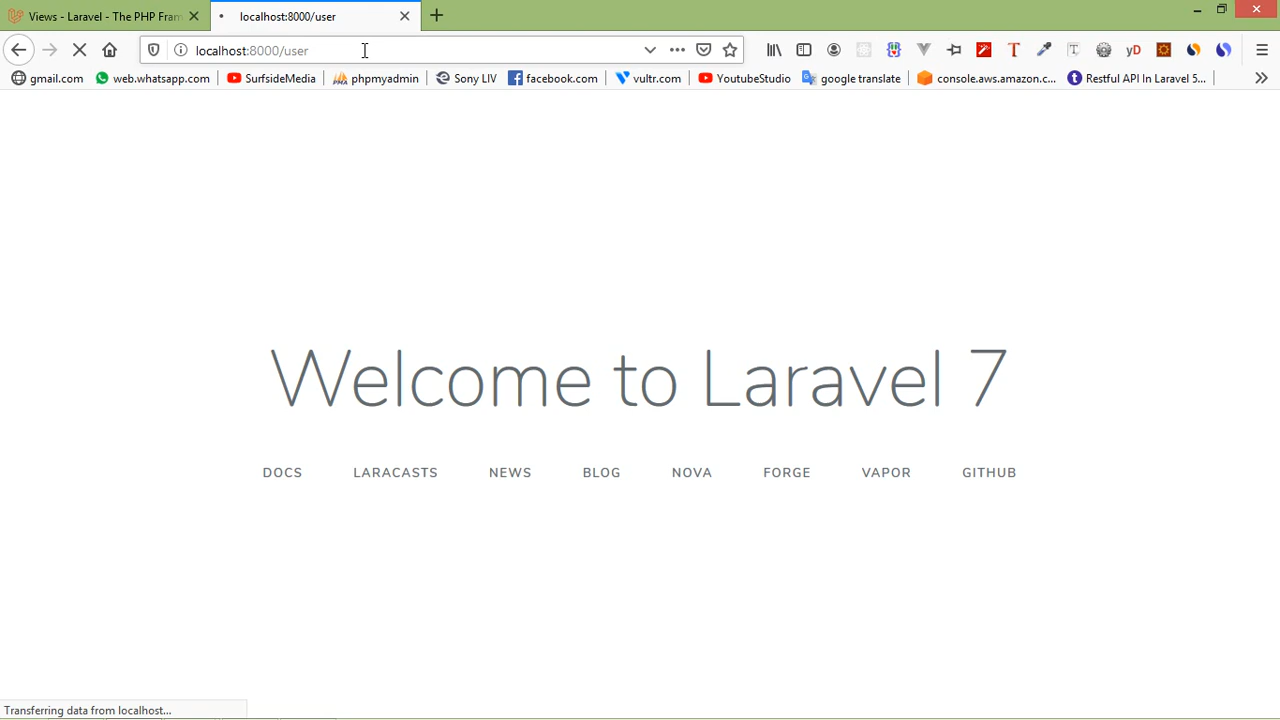 Views - Laravel - The PHP Fram
localhost:8000/user
localhost:8000/user
gmail.com web.whatsapp.com SurfsideMedia phpmyadmin Sony LIV facebook.com vultr.com YoutubeStudio google translate console.aws.amazon.c... Restful API In Laravel 5...
Welcome to Laravel 7
DOCS LARACASTS NEWS BLOG NOVA FORGE VAPOR GITHUB
Transferring data from localhost...